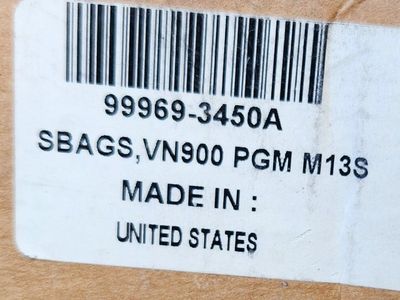 99969-3450A
SBAGS,VN900 PGM M13S
MADE IN :
UNITED STATES